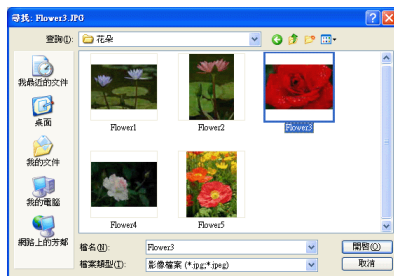 尋找: Flower3.JPG
查詢(I):
花朵
我最近的文件
桌面
我的文件
我的電腦
網路上的芳鄰
Flower1
Flower2
Flower3
Flower4
Flower5
檔名(N):
Flower3
開啟(O)
檔案類型(T):
影像檔案 (*.jpg;*.jpeg)
取消